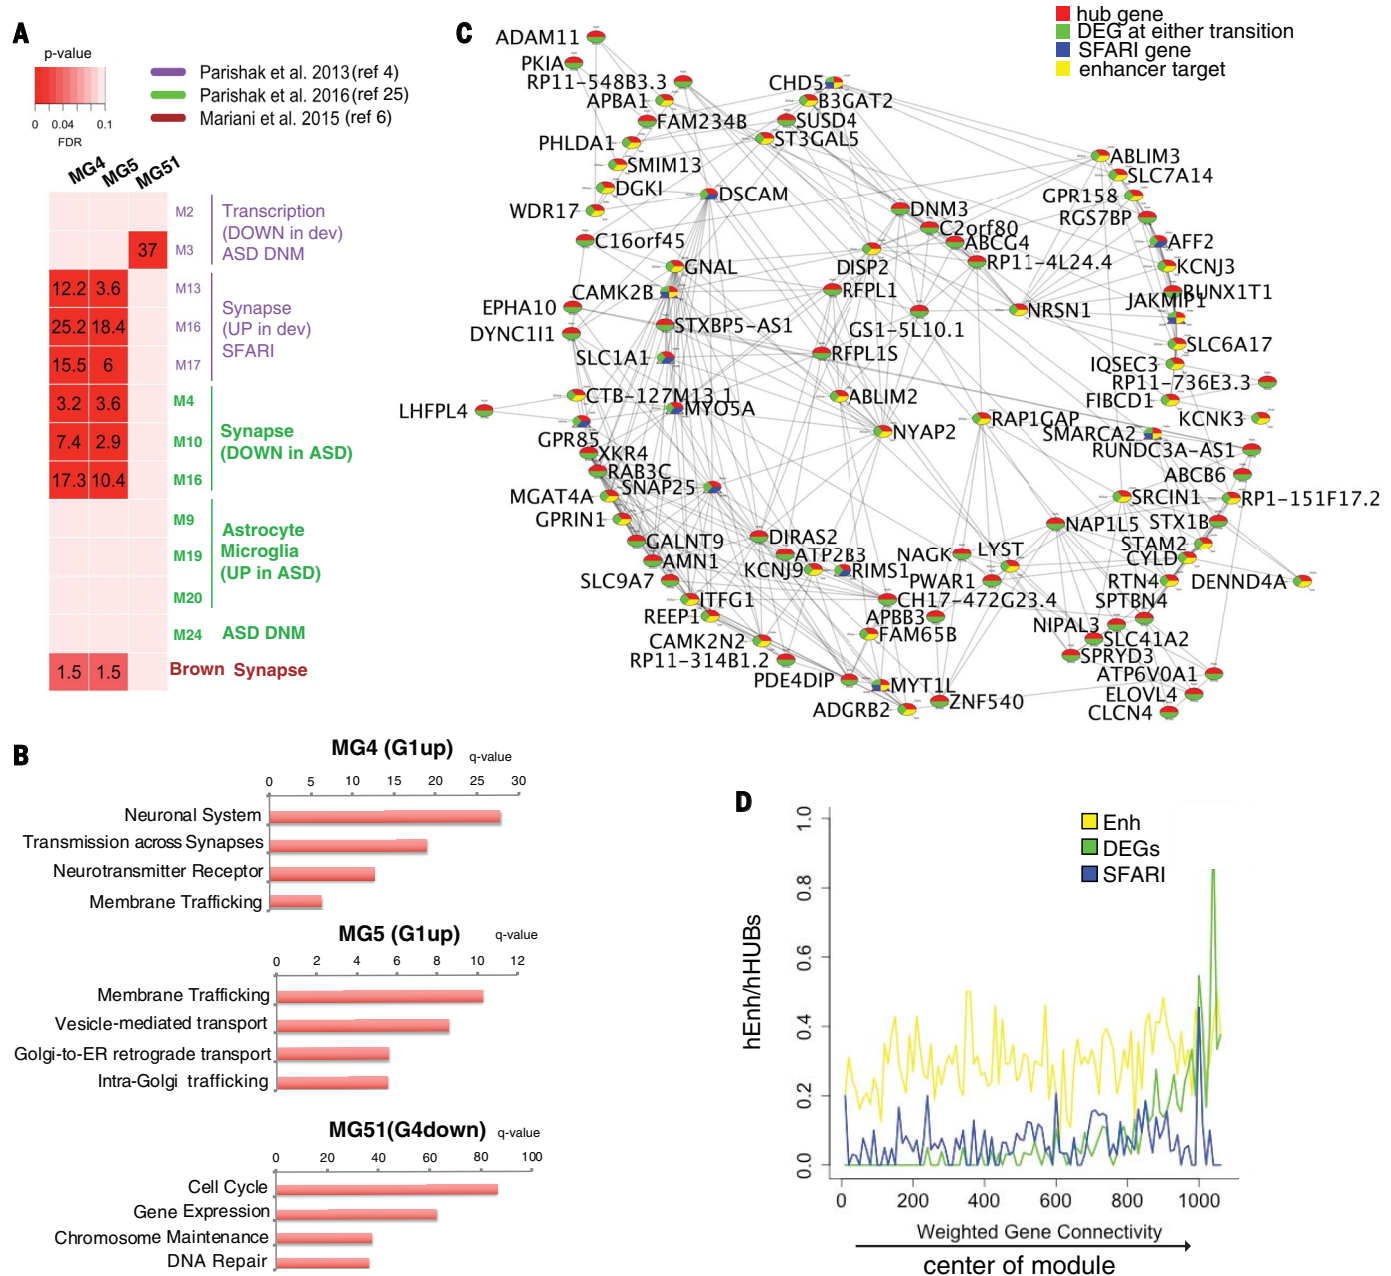 A
p-value
0 0.04 0.1
FDR
Parishak et al. 2013 (ref 4)
Parishak et al. 2016 (ref 25)
Mariani et al. 2015 (ref 6)
MG4 MG5 MG51
M2
M3
37
Transcription
(DOWN in dev)
ASD DNM
12.2 3.6 M13
25.2 18.4 M16
15.5 6 M17
Synapse
(UP in dev)
SFARI
3.2 3.6 M4
7.4 2.9 M10
17.3 10.4 M16
Synapse
(DOWN in ASD)
M9
M19
M20
Astrocyte
Microglia
(UP in ASD)
M24 ASD DNM
1.5 1.5 Brown Synapse
B
MG4 (G1up) q-value
0 5 10 15 20 25 30
Neuronal System
Transmission across Synapses
Neurotransmitter Receptor
Membrane Trafficking
MG5 (G1up) q-value
0 2 4 6 8 10 12
Membrane Trafficking
Vesicle-mediated transport
Golgi-to-ER retrograde transport
Intra-Golgi trafficking
MG51(G4down) q-value
0 20 40 60 80 100
Cell Cycle
Gene Expression
Chromosome Maintenance
DNA Repair
C
hub gene
DEG at either transition
SFARI gene
enhancer target
ADAM11
PKIA
RP11-548B3.3
APBA1
FAM234B
PHLDA1
SMIM13
DGKI
WDR17
C16orf45
CHD5
B3GAT2
SUSD4
ST3GAL5
DSCAM
GNAL
CAMK2B
EPHA10
DYNC1I1
STXBP5-AS1
SLC1A1
CTB-127M13.1
MYO5A
LHFPL4
GPR85
XKR4
RAB3C
SNAP25
MGAT4A
GPRIN1
GALNT9
AMN1
SLC9A7
ITFG1
REEP1
CAMK2N2
RP11-314B1.2
PDE4DIP
ADGRB2
MYT1L
ZNF540
DNM3
C2orf80
ABCG4
RP11-4L24.4
DISP2
RFPL1
GS1-5L10.1
NRSN1
RFPL1S
ABLIM2
NYAP2
RAP1GAP
DIRAS2
ATP2B3
KCNJ9
RIMS1
NAGK
LYST
PWAR1
CH17-472G23.4
APBB3
FAM65B
ABLIM3
SLC7A14
GPR158
RGS7BP
AFF2
KCNJ3
RUNX1T1
JAKMIP1
SLC6A17
IQSEC3
RP11-736E3.3
FIBCD1
KCNK3
SMARCA2
RUNDC3A-AS1
ABCB6
SRCIN1
RP1-151F17.2
NAP1L5
STX1B
STAM2
CYLD
RTN4
DENND4A
SPTBN4
NIPAL3
SLC41A2
SPRYD3
ATP6V0A1
ELOVL4
CLCN4
D
Enh
DEGs
SFARI
hEnh/hHUBs
0.0 0.2 0.4 0.6 0.8 1.0
0 200 400 600 800 1000
Weighted Gene Connectivity
center of module